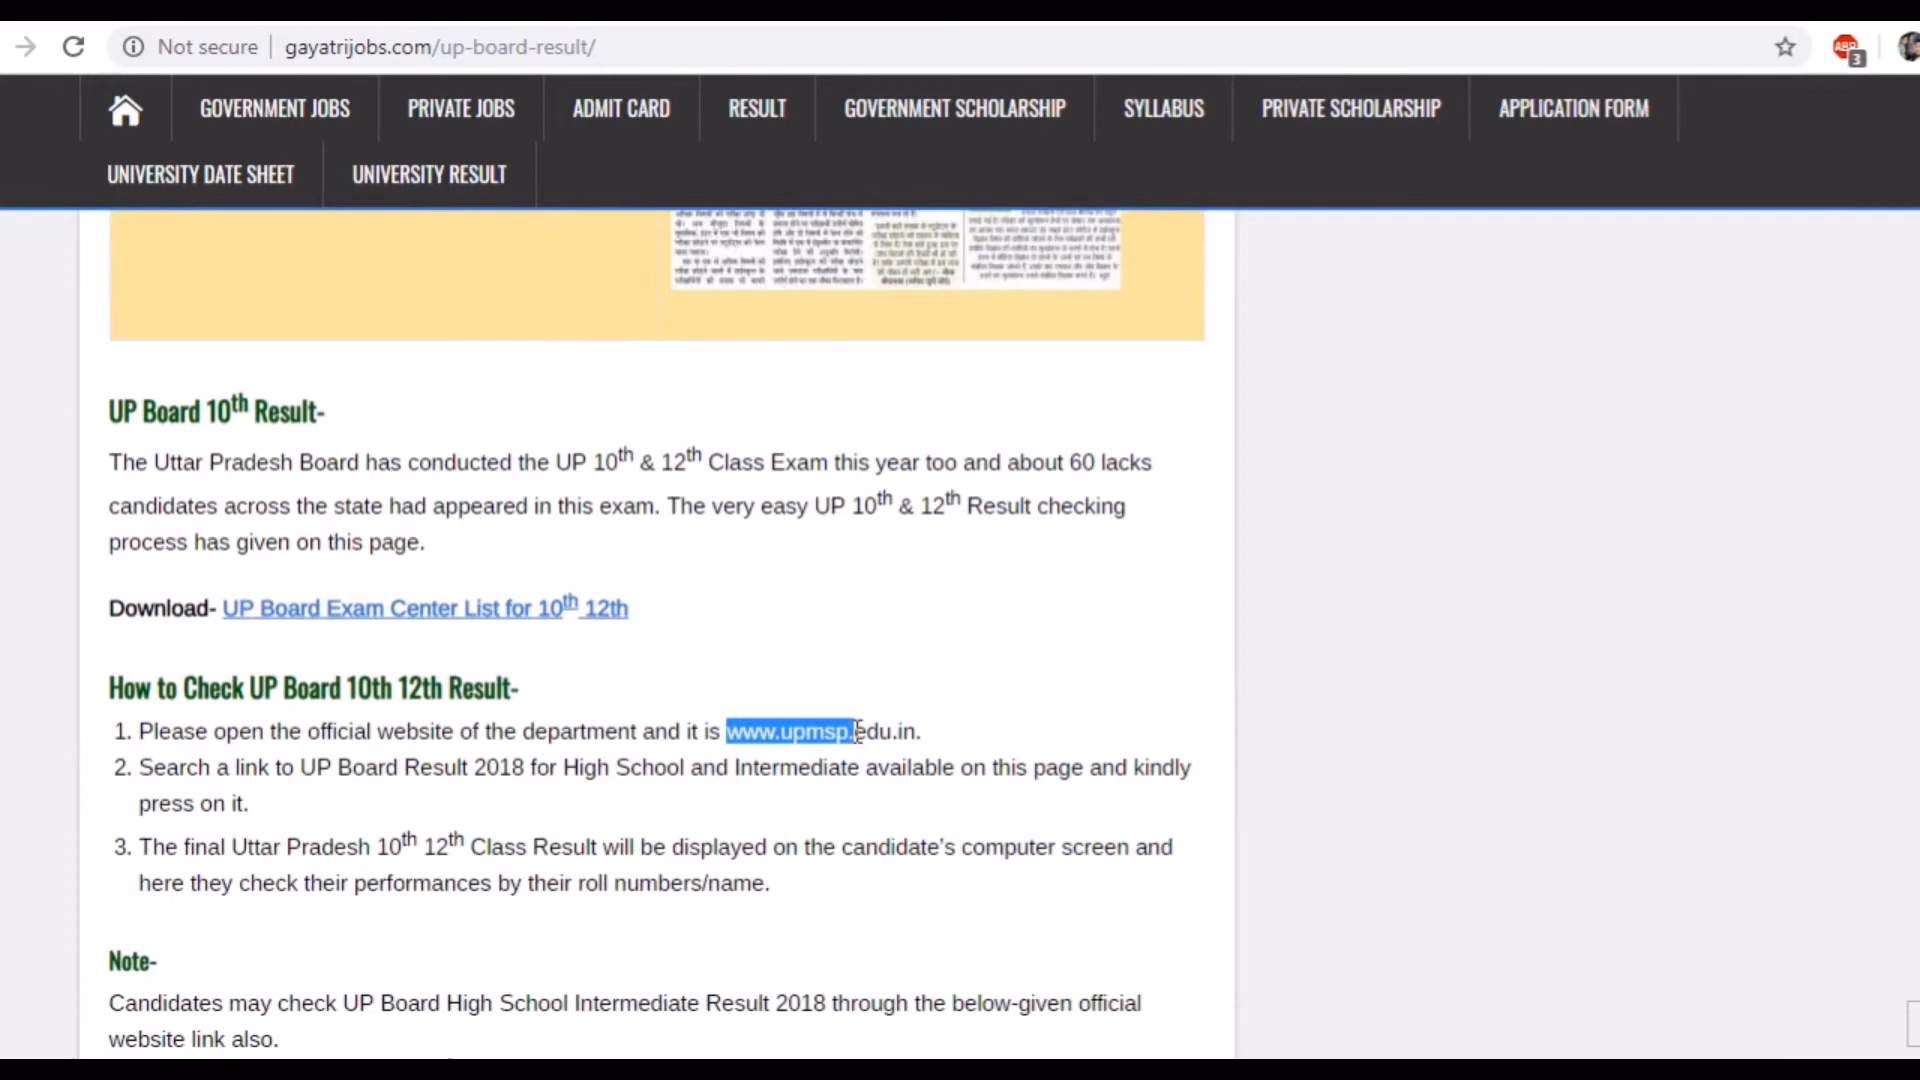 Not secure
gayatrijobs.com/up-board-result/
ABP
3
GOVERNMENT JOBS
PRIVATE JOBS
ADMIT CARD
RESULT
GOVERNMENT SCHOLARSHIP
SYLLABUS
PRIVATE SCHOLARSHIP
APPLICATION FORM
UNIVERSITY DATE SHEET
UNIVERSITY RESULT
UP Board 10th Result-
The Uttar Pradesh Board has conducted the UP 10th & 12th Class Exam this year too and about 60 lacks
candidates across the state had appeared in this exam. The very easy UP 10th & 12th Result checking
process has given on this page.
Download- UP Board Exam Center List for 10th 12th
How to Check UP Board 10th 12th Result-
1. Please open the official website of the department and it is www.upmsp.edu.in.
2. Search a link to UP Board Result 2018 for High School and Intermediate available on this page and kindly
press on it.
3. The final Uttar Pradesh 10th 12th Class Result will be displayed on the candidate's computer screen and
here they check their performances by their roll numbers/name.
Note-
Candidates may check UP Board High School Intermediate Result 2018 through the below-given official
website link also.